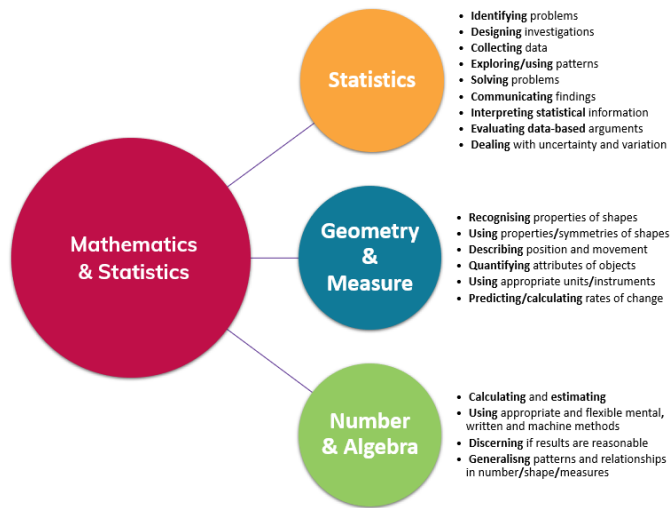 Mathematics
& Statistics
Statistics
• Identifying problems
• Designing investigations
• Collecting data
• Exploring/using patterns
• Solving problems
• Communicating findings
• Interpreting statistical information
• Evaluating data-based arguments
• Dealing with uncertainty and variation
Geometry
&
Measure
• Recognising properties of shapes
• Using properties/symmetries of shapes
• Describing position and movement
• Quantifying attributes of objects
• Using appropriate units/instruments
• Predicting/calculating rates of change
Number
& Algebra
• Calculating and estimating
• Using appropriate and flexible mental,
written and machine methods
• Discerning if results are reasonable
• Generalisng patterns and relationships
in number/shape/measures